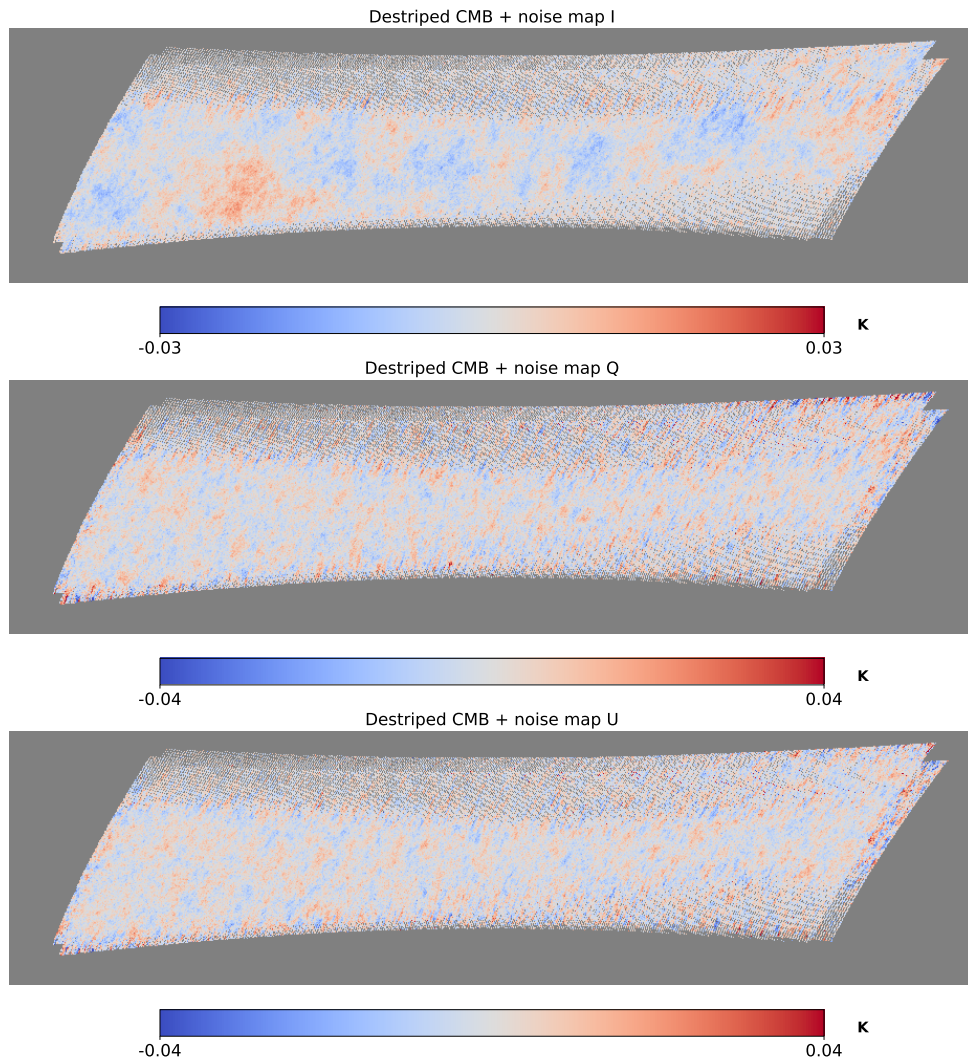 Destriped CMB + noise map I
K
-0.03 0.03
Destriped CMB + noise map Q
K
-0.04 0.04
Destriped CMB + noise map U
K
-0.04 0.04